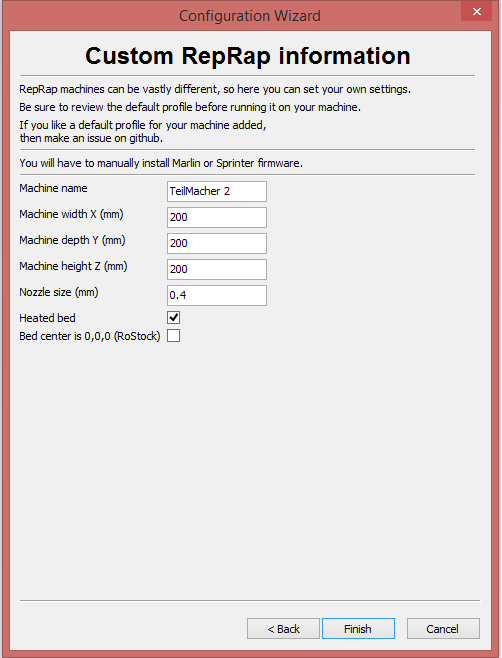 Configuration Wizard
Custom RepRap information
RepRap machines can be vastly different, so here you can set your own settings.
Be sure to review the default profile before running it on your machine.
If you like a default profile for your machine added,
then make an issue on github.
You will have to manually install Marlin or Sprinter firmware.
Machine name TeilMacher 2
Machine width X (mm) 200
Machine depth Y (mm) 200
Machine height Z (mm) 200
Nozzle size (mm) 0.4
Heated bed
Bed center is 0,0,0 (RoStock)
< Back Finish Cancel